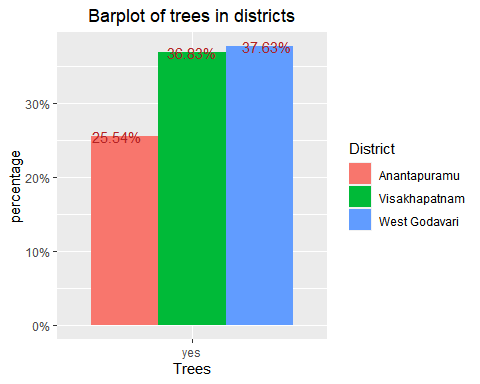 Barplot of trees in districts
percentage
30%
20%
10%
0%
25.54%
36.83%
37.63%
yes
Trees
District
Anantapuramu
Visakhapatnam
West Godavari